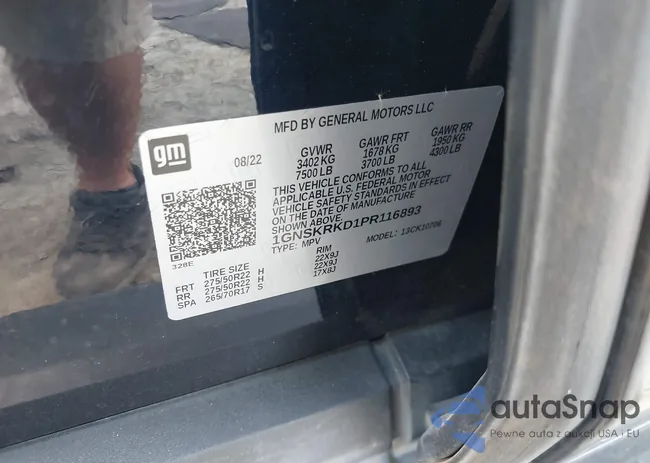 MFD BY GENERAL MOTORS LLC
gm
08/22
GVWR GAWR FRT GAWR RR
3402 KG 1678 KG 1950 KG
7500 LB 3700 LB 4300 LB
THIS VEHICLE CONFORMS TO ALL
APPLICABLE U.S. FEDERAL MOTOR
VEHICLE SAFETY STANDARDS IN EFFECT
ON THE DATE OF MANUFACTURE
SHOWN ABOVE.
1GNSKRKD1PR116893
TYPE: MPV MODEL: 13CK10706
328E
TIRE SIZE RIM
FRT 275/50R22 H 22X9J
RR 275/50R22 H 22X9J
SPA 265/70R17 S 17X8J
autaSnap
Pewne auta z aukcji USA i EU